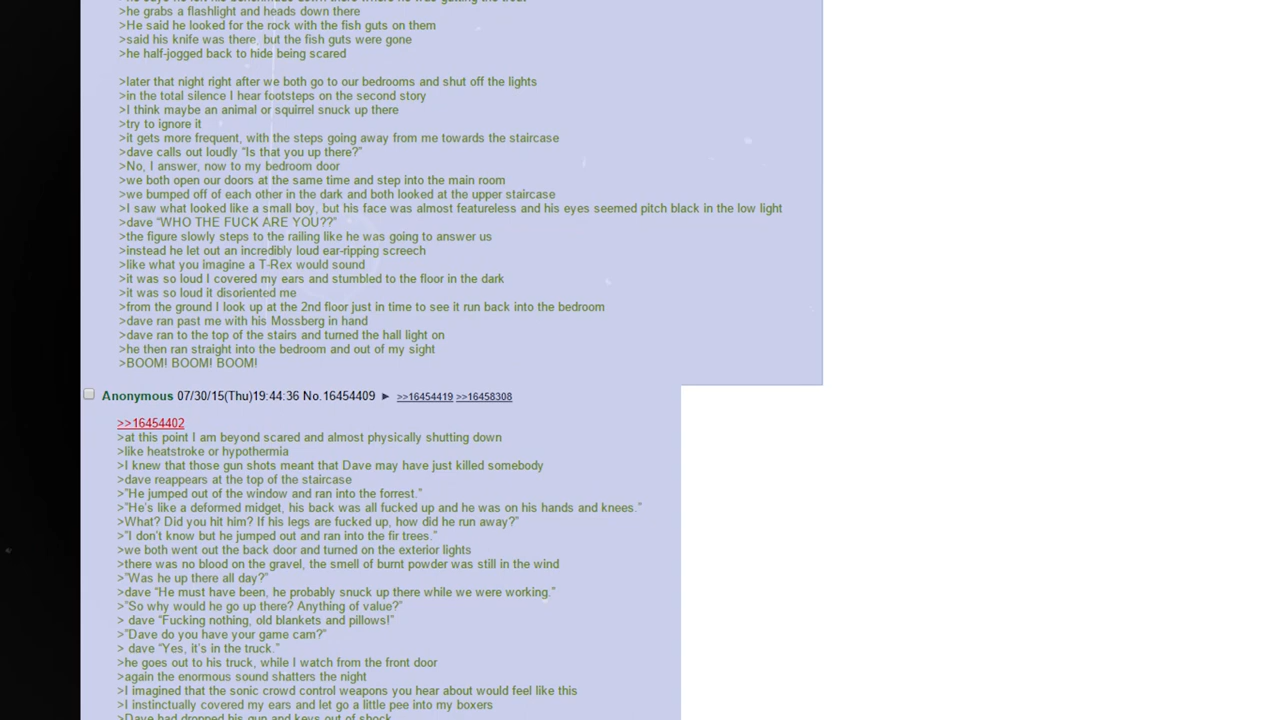 >he says he left his benchmade down there where he was gutting the trout
>he grabs a flashlight and heads down there
>He said he looked for the rock with the fish guts on them
>said his knife was there, but the fish guts were gone
>he half-jogged back to hide being scared
>later that night right after we both go to our bedrooms and shut off the lights
>in the total silence I hear footsteps on the second story
>I think maybe an animal or squirrel snuck up there
>try to ignore it
>it gets more frequent, with the steps going away from me towards the staircase
>dave calls out loudly “Is that you up there?”
>No, I answer, now to my bedroom door
>we both open our doors at the same time and step into the main room
>we bumped off of each other in the dark and both looked at the upper staircase
>I saw what looked like a small boy, but his face was almost featureless and his eyes seemed pitch black in the low light
>dave “WHO THE FUCK ARE YOU??”
>the figure slowly steps to the railing like he was going to answer us
>instead he let out an incredibly loud ear-ripping screech
>like what you imagine a T-Rex would sound
>it was so loud I covered my ears and stumbled to the floor in the dark
>it was so loud it disoriented me
>from the ground I look up at the 2nd floor just in time to see it run back into the bedroom
>dave ran past me with his Mossberg in hand
>dave ran to the top of the stairs and turned the hall light on
>he then ran straight into the bedroom and out of my sight
>BOOM! BOOM! BOOM!
Anonymous 07/30/15(Thu)19:44:36 No.16454409 ► >>16454419 >>16458308
>>16454402
>at this point I am beyond scared and almost physically shutting down
>like heatstroke or hypothermia
>I knew that those gun shots meant that Dave may have just killed somebody
>dave reappears at the top of the staircase
>”He jumped out of the window and ran into the forrest.”
>“He’s like a deformed midget, his back was all fucked up and he was on his hands and knees.”
>What? Did you hit him? If his legs are fucked up, how did he run away?”
>“I don’t know but he jumped out and ran into the fir trees.”
>we both went out the back door and turned on the exterior lights
>there was no blood on the gravel, the smell of burnt powder was still in the wind
>”Was he up there all day?”
>dave “He must have been, he probably snuck up there while we were working.”
>”So why would he go up there? Anything of value?”
> dave “Fucking nothing, old blankets and pillows!”
>”Dave do you have your game cam?”
> dave “Yes, it’s in the truck.”
>he goes out to his truck, while I watch from the front door
>again the enormous sound shatters the night
>I imagined that the sonic crowd control weapons you hear about would feel like this
>I instinctually covered my ears and let go a little pee into my boxers
>Dave had dropped his gun and keys out of shock